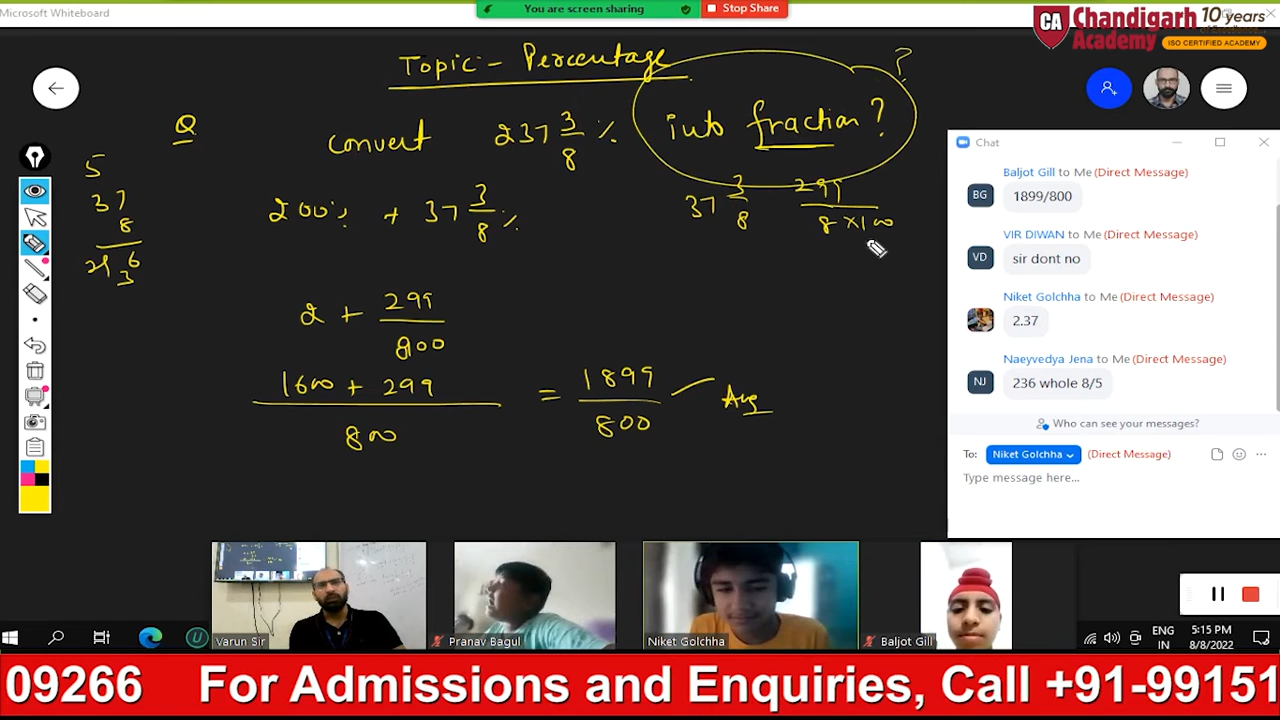 Microsoft Whiteboard
You are screen sharing
Stop Share
CA Chandigarh Academy
10 years
ISO CERTIFIED ACADEMY
Topic - Percentage
?
Q
convert 237 3/8 % into fraction?
5
37
8
296
3
200% + 37 3/8 %
37 3/8
299/8×100
2 + 299/800
1600 + 299/800 = 1899/800 Ans
Chat
Baljot Gill to Me (Direct Message)
BG
1899/800
VIR DIWAN to Me (Direct Message)
VD
sir dont no
Niket Golchha to Me (Direct Message)
2.37
Naeyvedya Jena to Me (Direct Message)
NJ
236 whole 8/5
Who can see your messages?
To: Niket Golchha (Direct Message)
Type message here...
Varun Sir
Pranav Bagul
Niket Golchha
Baljot Gill
ENG
IN
5:15 PM
8/8/2022
09266 For Admissions and Enquiries, Call +91-99151